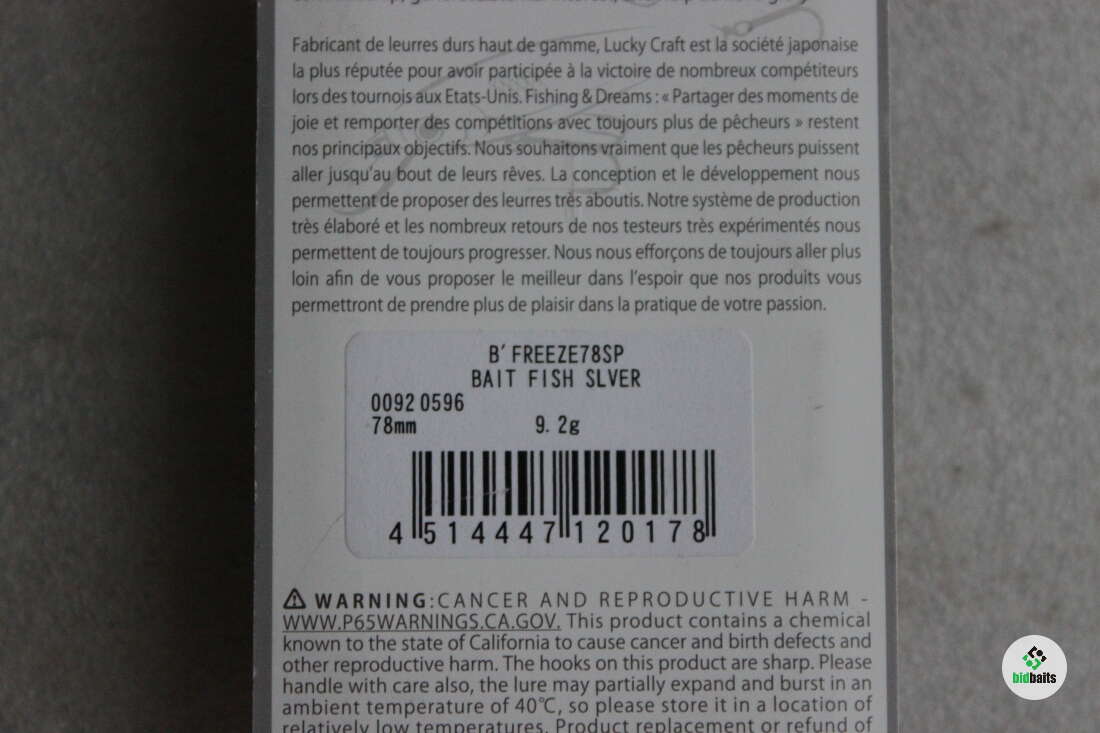 Fabricant de leurres durs haut de gamme, Lucky Craft est la société japonaise
la plus réputée pour avoir participée à la victoire de nombreux compétiteurs
lors des tournois aux Etats-Unis. Fishing & Dreams : « Partager des moments de
joie et remporter des compétitions avec toujours plus de pêcheurs » restent
nos principaux objectifs. Nous souhaitons vraiment que les pêcheurs puissent
aller jusqu'au bout de leurs rêves. La conception et le développement nous
permettent de proposer des leurres très aboutis. Notre système de production
très élaboré et les nombreux retours de nos testeurs très expérimentés nous
permettent de toujours progresser. Nous nous efforçons de toujours aller plus
loin afin de vous proposer le meilleur dans l'espoir que nos produits vous
permettront de prendre plus de plaisir dans la pratique de votre passion.
B'FREEZE78SP
BAIT FISH SLVER
0092 0596
78mm 9.2g
4 514447 120178
⚠ WARNING:CANCER AND REPRODUCTIVE HARM -
WWW.P65WARNINGS.CA.GOV. This product contains a chemical
known to the state of California to cause cancer and birth defects and
other reproductive harm. The hooks on this product are sharp. Please
handle with care also, the lure may partially expand and burst in an
ambient temperature of 40℃, so please store it in a location of
relatively low temperatures. Product replacement or refund of
bidbaits